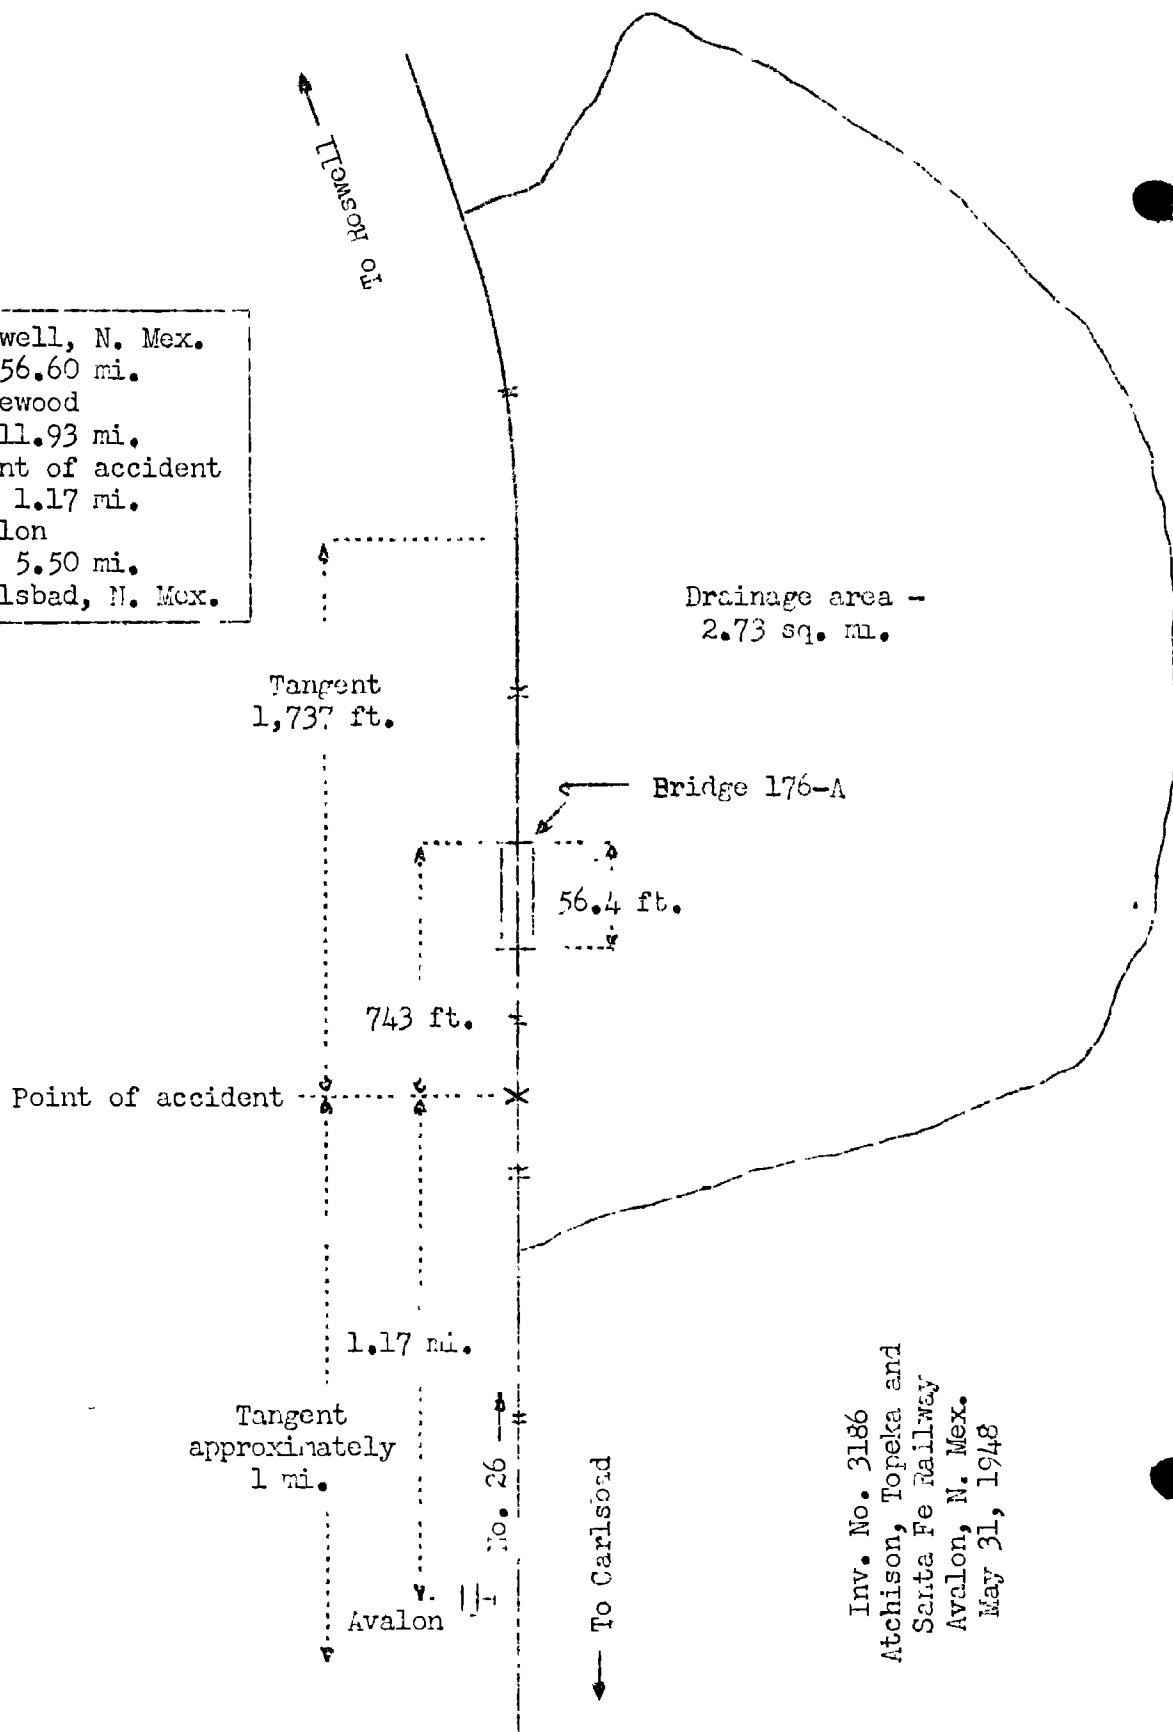 To Roswell
well, N. Mex.
56.60 mi.
ewood
11.93 mi.
nt of accident
1.17 mi.
lon
5.50 mi.
lsbad, N. Mex.
Drainage area -
2.73 sq. mi.
Tangent
1,737 ft.
Bridge 176-A
56.4 ft.
743 ft.
Point of accident
1.17 mi.
Tangent
approximately
1 mi.
No. 26
Avalon
To Carlsbad
Inv. No. 3186
Atchison, Topeka and
Santa Fe Railway
Avalon, N. Mex.
May 31, 1948